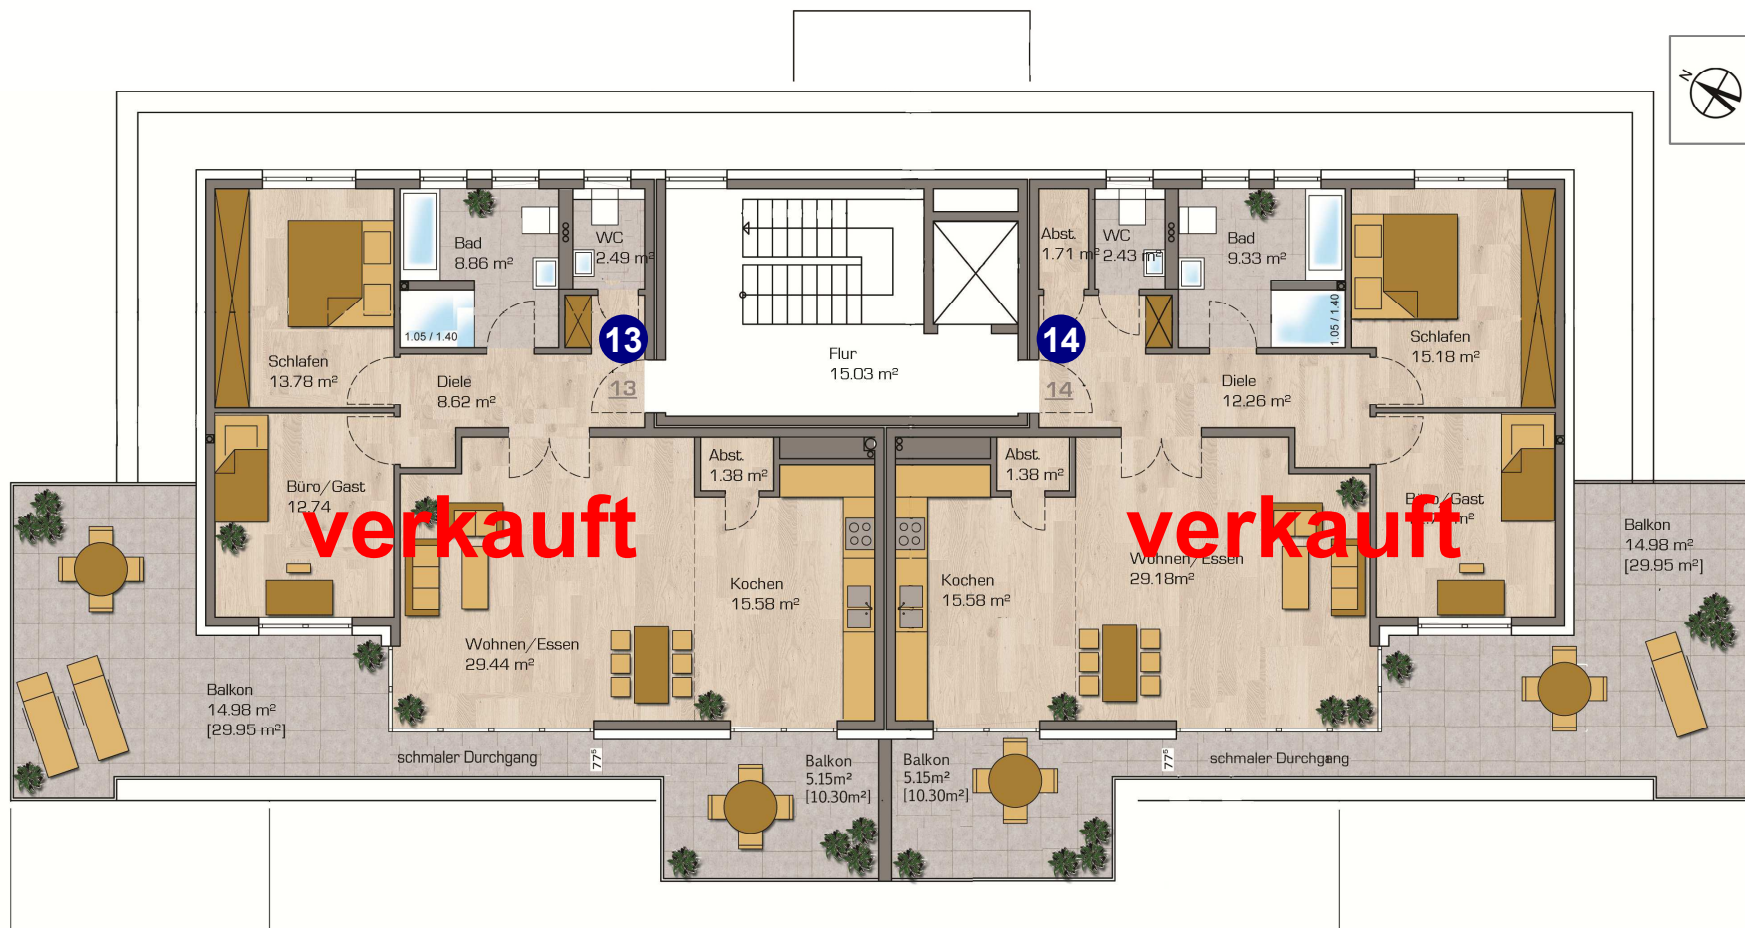 N
Bad
8.86 m²
WC
2.49 m²
Abst.
1.71 m²
WC
2.43 m²
Bad
9.33 m²
1.05 / 1.40
1.05 / 1.40
Schlafen
13.78 m²
Diele
8.62 m²
13
13
Flur
15.03 m²
14
14
Diele
12.26 m²
Schlafen
15.18 m²
Büro/Gast
12.74
verkauft
Abst.
1.38 m²
Abst.
1.38 m²
verkauft
Büro/Gast
m²
Balkon
14.98 m²
[29.95 m²]
Kochen
15.58 m²
Kochen
15.58 m²
Wohnen/Essen
29.18m²
Wohnen/Essen
29.44 m²
Balkon
14.98 m²
[29.95 m²]
schmaler Durchgang
77⁵
Balkon
5.15m²
[10.30m²]
Balkon
5.15m²
[10.30m²]
77⁵
schmaler Durchgang